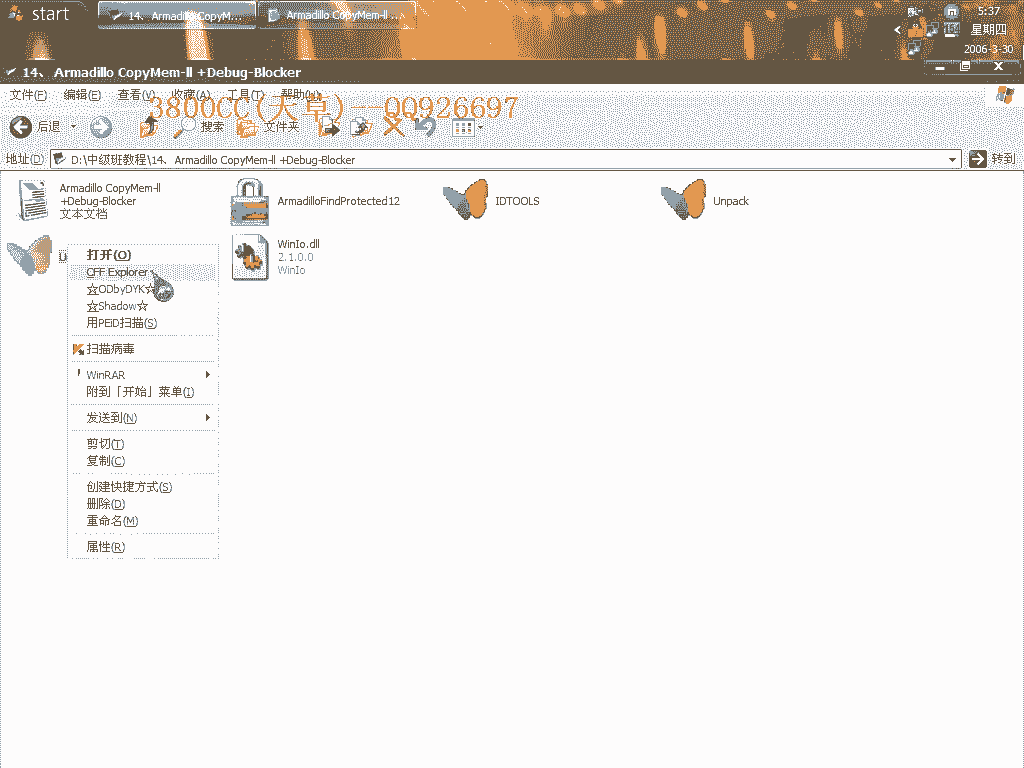 start
14、Armadillo CopyM...
Armadillo CopyMem-ll ...
5:37
星期四
2006-3-30
14、Armadillo CopyMem-ll +Debug-Blocker
文件(F) 编辑(E) 查看(V) 收藏(A) 工具(T) 帮助(H)
3800CC(天草)--QQ926697
后退 搜索 文件夹
地址(D) D:\中级班教程\14、Armadillo CopyMem-ll +Debug-Blocker 转到
Armadillo CopyMem-ll
+Debug-Blocker
文本文档
ArmadilloFindProtected12
IDTOOLS
Unpack
WinIo.dll
2.1.0.0
WinIo
打开(O)
CFF Explorer
☆ODbyDYK☆
☆Shadow☆
用PEiD扫描(S)
扫描病毒
WinRAR
附到「开始」菜单(I)
发送到(N)
剪切(T)
复制(C)
创建快捷方式(S)
删除(D)
重命名(M)
属性(R)